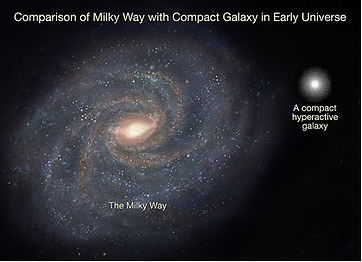 Comparison of Milky Way with Compact Galaxy in Early Universe
A compact
hyperactive
galaxy
The Milky Way